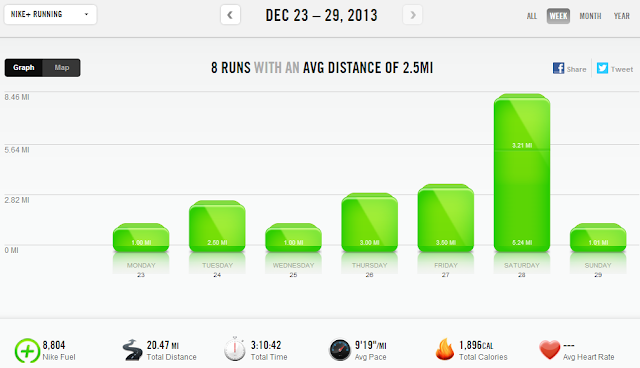 NIKE+ RUNNING
DEC 23 – 29, 2013
ALL WEEK MONTH YEAR
Graph Map
8 RUNS WITH AN AVG DISTANCE OF 2.5MI
Share Tweet
8.46 MI
5.64 MI
2.82 MI
0 MI
3.21 MI
1.00 MI 2.50 MI 1.00 MI 3.00 MI 3.50 MI 5.24 MI 1.01 MI
MONDAY TUESDAY WEDNESDAY THURSDAY FRIDAY SATURDAY SUNDAY
23 24 25 26 27 28 29
8,804 20.47 MI 3:10:42 9'19"/MI 1,896CAL ---
Nike Fuel Total Distance Total Time Avg Pace Total Calories Avg Heart Rate